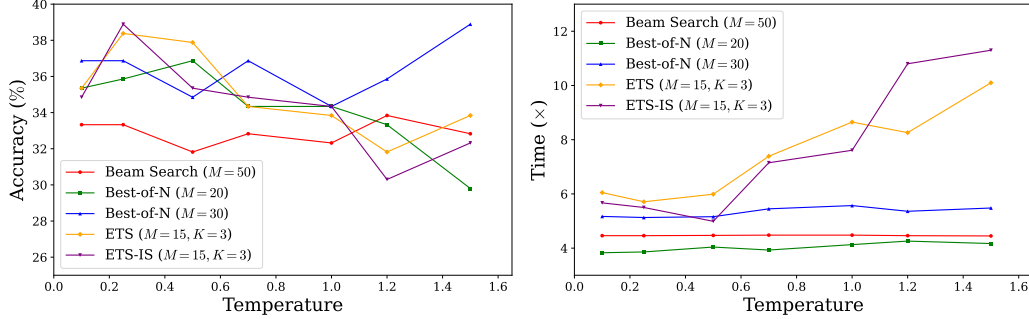 40
38
36
34
32
30
28
26
Accuracy (%)
Beam Search (M = 50)
Best-of-N (M = 20)
Best-of-N (M = 30)
ETS (M = 15, K = 3)
ETS-IS (M = 15, K = 3)
0.0 0.2 0.4 0.6 0.8 1.0 1.2 1.4 1.6
Temperature
12
10
8
6
4
Time (×)
Beam Search (M = 50)
Best-of-N (M = 20)
Best-of-N (M = 30)
ETS (M = 15, K = 3)
ETS-IS (M = 15, K = 3)
0.0 0.2 0.4 0.6 0.8 1.0 1.2 1.4 1.6
Temperature